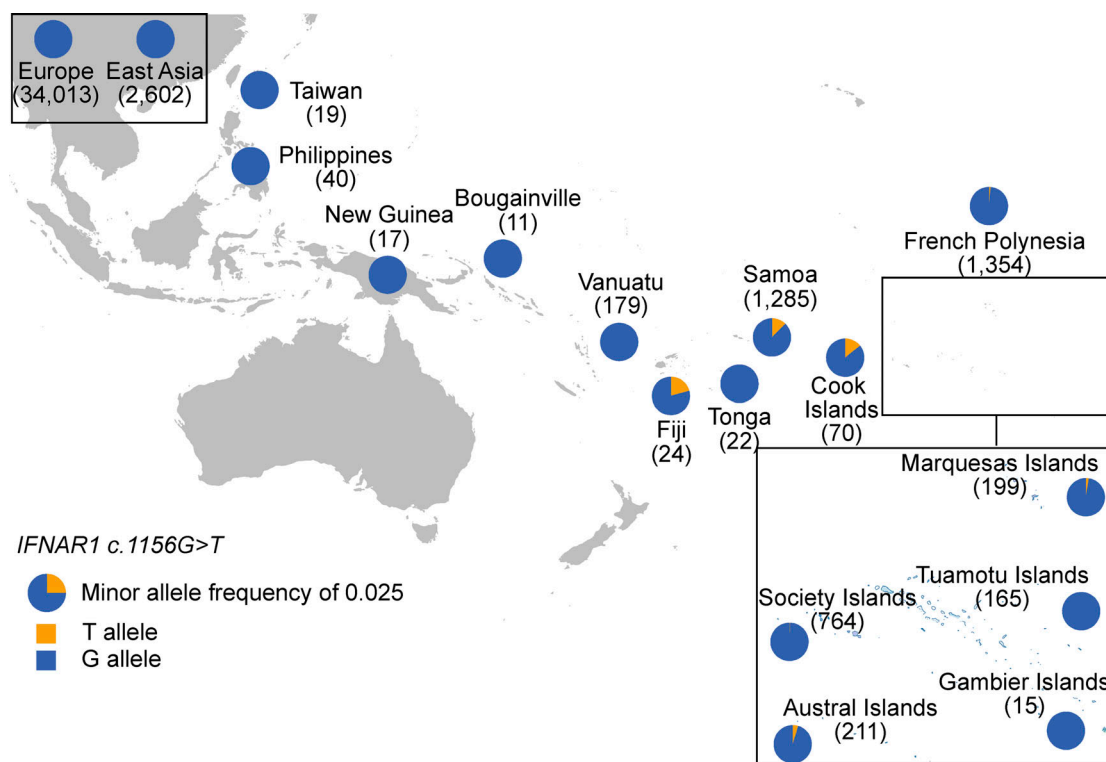 Europe
(34,013)
East Asia
(2,602)
Taiwan
(19)
Philippines
(40)
New Guinea
(17)
Bougainville
(11)
Vanuatu
(179)
Fiji
(24)
Tonga
(22)
Samoa
(1,285)
Cook
Islands
(70)
French Polynesia
(1,354)
Marquesas Islands
(199)
Tuamotu Islands
(165)
Society Islands
(764)
Gambier Islands
(15)
Austral Islands
(211)
IFNAR1 c.1156G>T
Minor allele frequency of 0.025
T allele
G allele